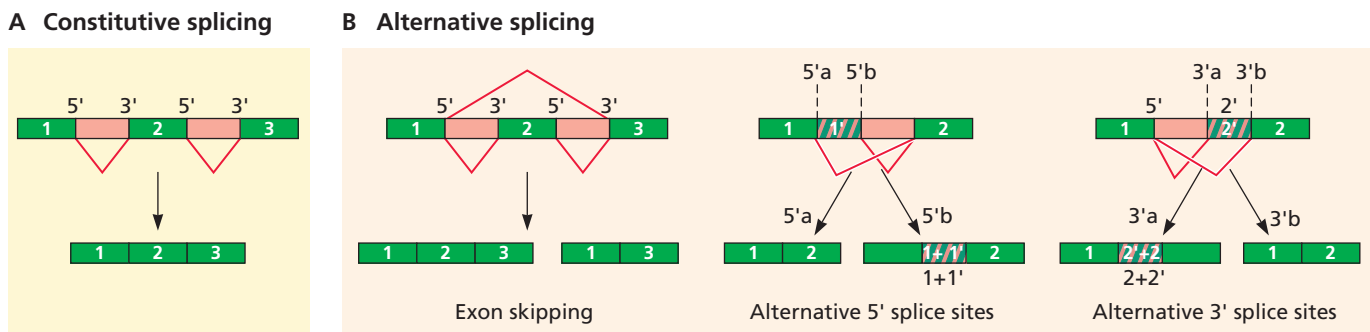 A Constitutive splicing
5' 3' 5' 3'
1 2 3
1 2 3
B Alternative splicing
5' 3' 5' 3'
1 2 3
1 2 3 1 3
Exon skipping
5'a 5'b
1 1' 2
5'a 5'b
1 2 1+ 1' 2
1+1'
Alternative 5' splice sites
3'a 3'b
5' 2'
1 2' 2
3'a 3'b
1 2'+2 1 2
2+2'
Alternative 3' splice sites